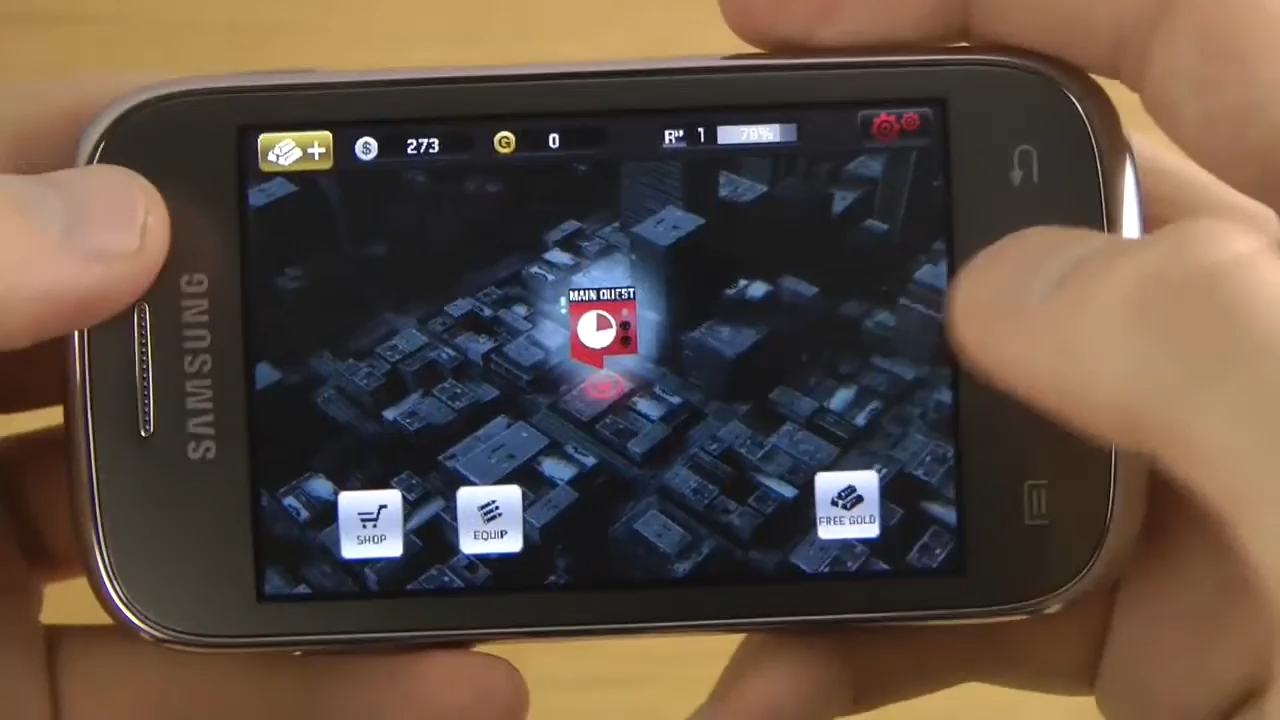 $ 273 G 0 1 79%
MAIN QUEST
SAMSUNG
SHOP
EQUIP
FREE GOLD